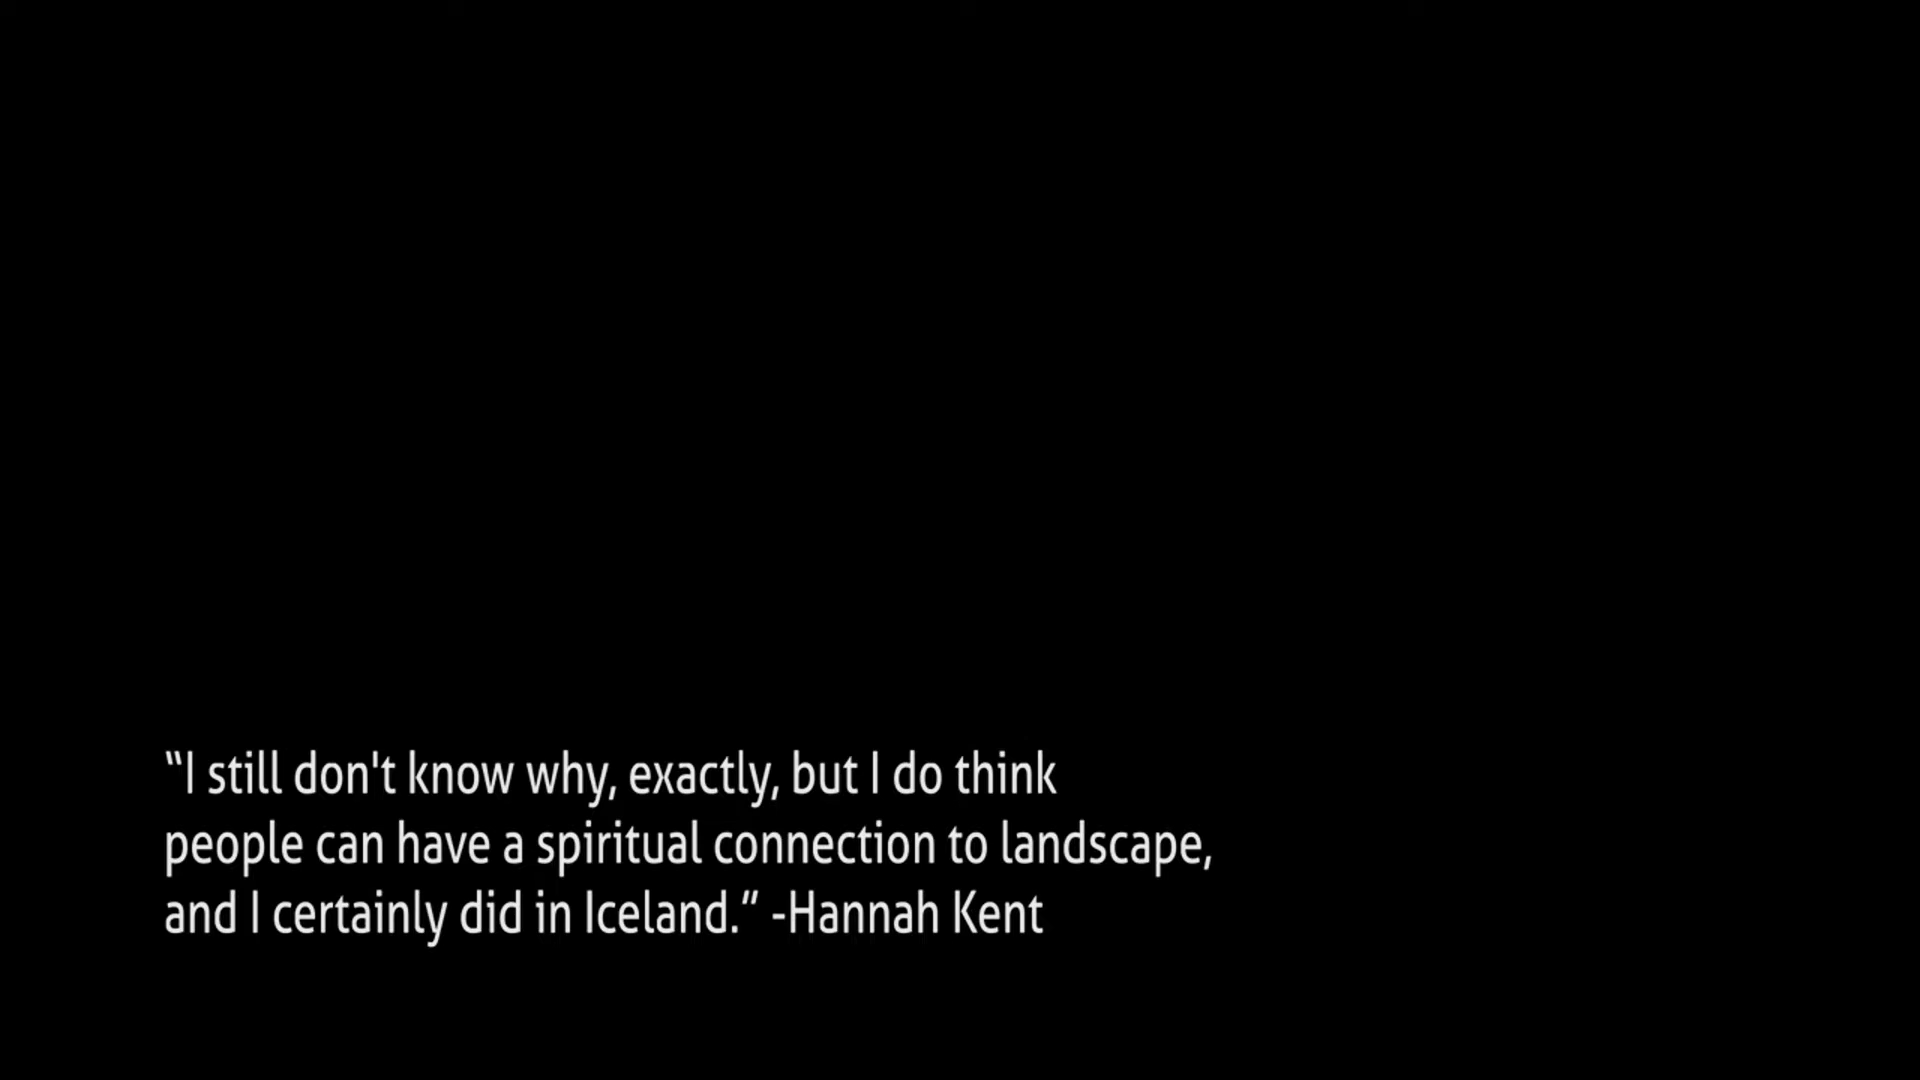 “I still don't know why, exactly, but I do think
people can have a spiritual connection to landscape,
and I certainly did in Iceland.” -Hannah Kent